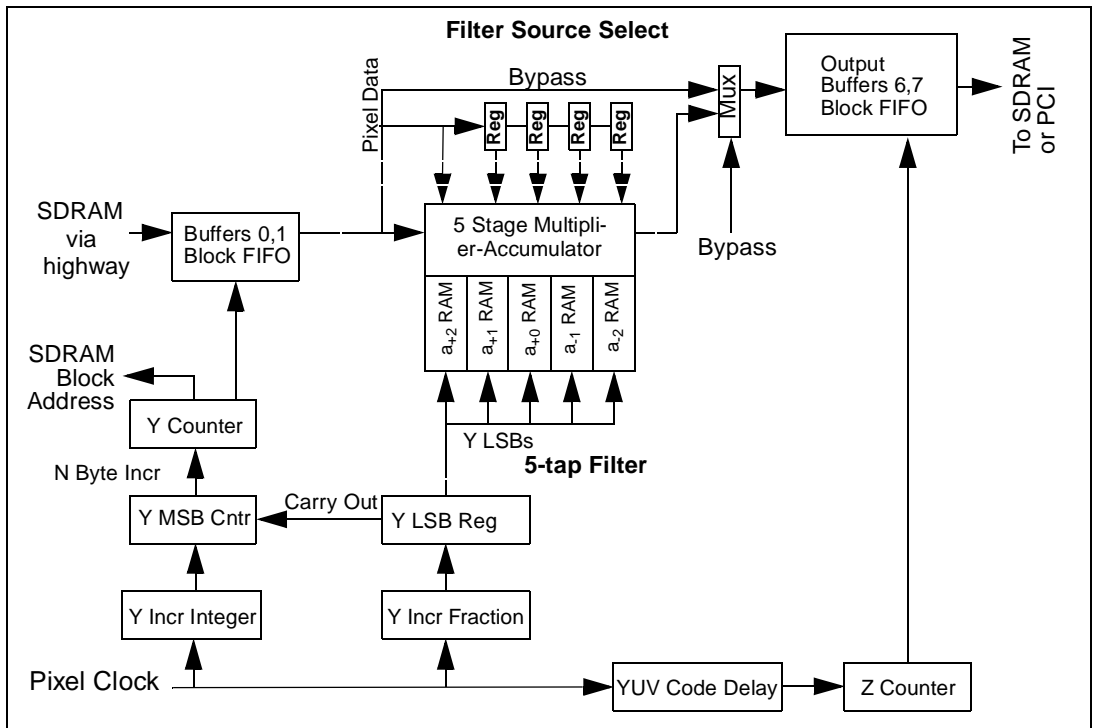 Filter Source Select
Pixel Data
Bypass
Reg
Reg
Reg
Reg
Mux
Output
Buffers 6,7
Block FIFO
To SDRAM
or PCI
SDRAM
via
highway
Buffers 0,1
Block FIFO
5 Stage Multipli-
er-Accumulator
Bypass
a+2 RAM
a+1 RAM
a+0 RAM
a-1 RAM
a-2 RAM
SDRAM
Block
Address
Y Counter
Y LSBs
5-tap Filter
N Byte Incr
Carry Out
Y MSB Cntr
Y LSB Reg
Y Incr Integer
Y Incr Fraction
Pixel Clock
YUV Code Delay
Z Counter